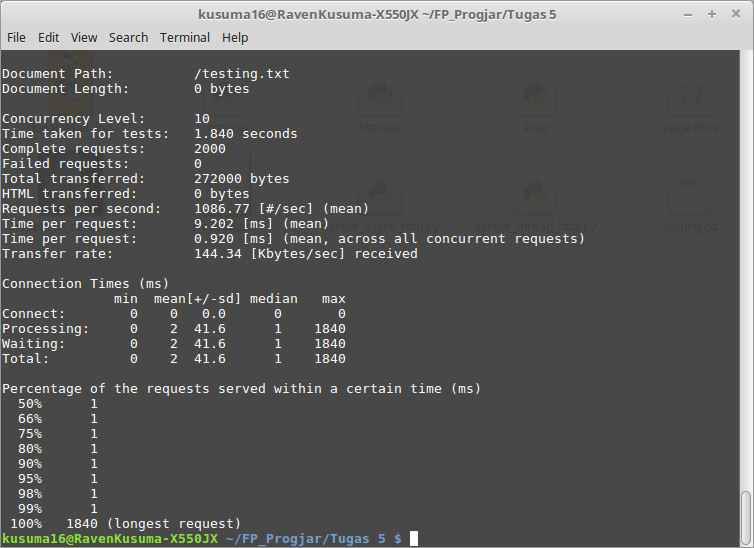 kusuma16@RavenKusuma-X550JX ~/FP_Progjar/Tugas 5
File Edit View Search Terminal Help
Document Path:          /testing.txt
Document Length:        0 bytes
Concurrency Level:      10
Time taken for tests:   1.840 seconds
Complete requests:      2000
Failed requests:        0
Total transferred:      272000 bytes
HTML transferred:       0 bytes
Requests per second:    1086.77 [#/sec] (mean)
Time per request:       9.202 [ms] (mean)
Time per request:       0.920 [ms] (mean, across all concurrent requests)
Transfer rate:          144.34 [Kbytes/sec] received
Connection Times (ms)
              min  mean[+/-sd] median   max
Connect:        0    0   0.0      0       0
Processing:     0    2  41.6      1    1840
Waiting:        0    2  41.6      1    1840
Total:          0    2  41.6      1    1840
Percentage of the requests served within a certain time (ms)
  50%      1
  66%      1
  75%      1
  80%      1
  90%      1
  95%      1
  98%      1
  99%      1
 100%   1840 (longest request)
kusuma16@RavenKusuma-X550JX ~/FP_Progjar/Tugas 5 $
http.pyc
lb.py
page.html
server_async_http.py
server_thread_http.py
testing.txt